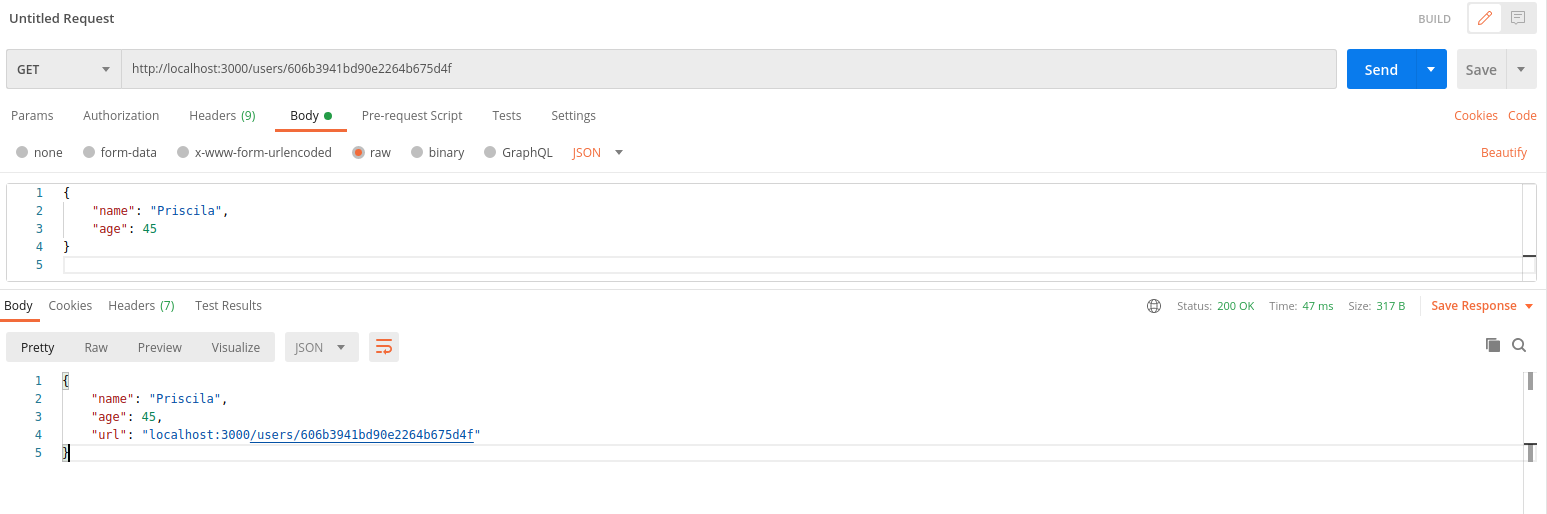 Untitled Request BUILD
GET http://localhost:3000/users/606b3941bd90e2264b675d4f Send Save
Params Authorization Headers (9) Body Pre-request Script Tests Settings Cookies Code
none form-data x-www-form-urlencoded raw binary GraphQL JSON Beautify
1 {
2 "name": "Priscila",
3 "age": 45
4 }
5
Body Cookies Headers (7) Test Results Status: 200 OK Time: 47 ms Size: 317 B Save Response
Pretty Raw Preview Visualize JSON
1 {
2 "name": "Priscila",
3 "age": 45,
4 "url": "localhost:3000/users/606b3941bd90e2264b675d4f"
5 }